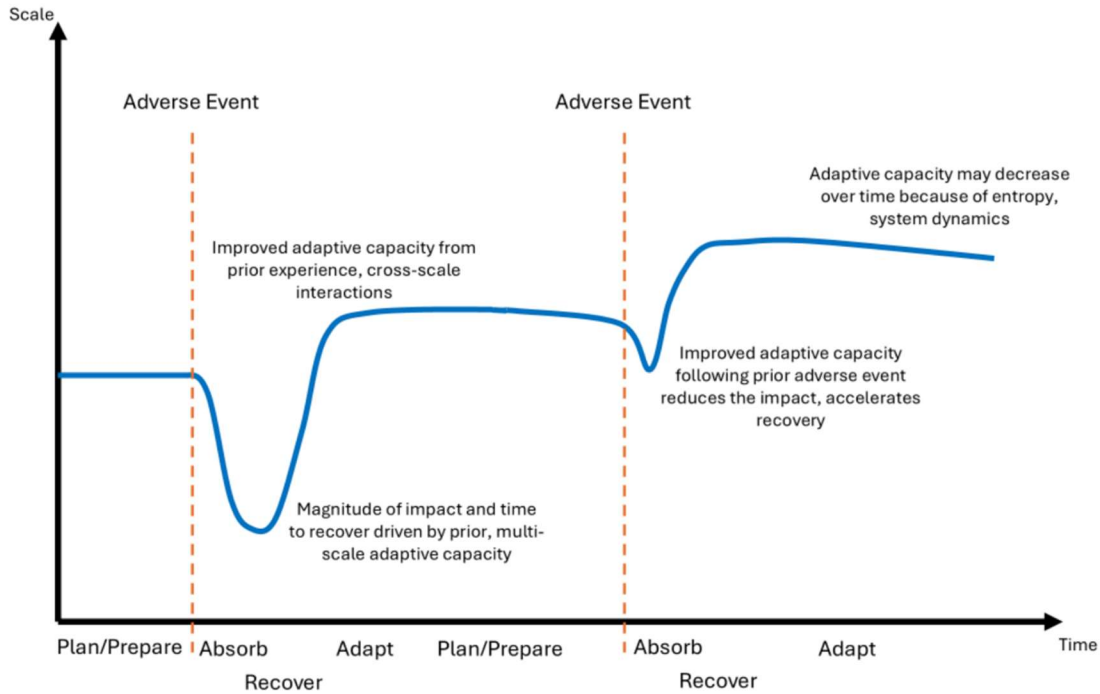 Scale
Adverse Event
Adverse Event
Adaptive capacity may decrease
over time because of entropy,
system dynamics
Improved adaptive capacity from
prior experience, cross-scale
interactions
Improved adaptive capacity
following prior adverse event
reduces the impact, accelerates
recovery
Magnitude of impact and time
to recover driven by prior, multi-
scale adaptive capacity
Time
Plan/Prepare
Absorb
Recover
Adapt
Plan/Prepare
Absorb
Recover
Adapt